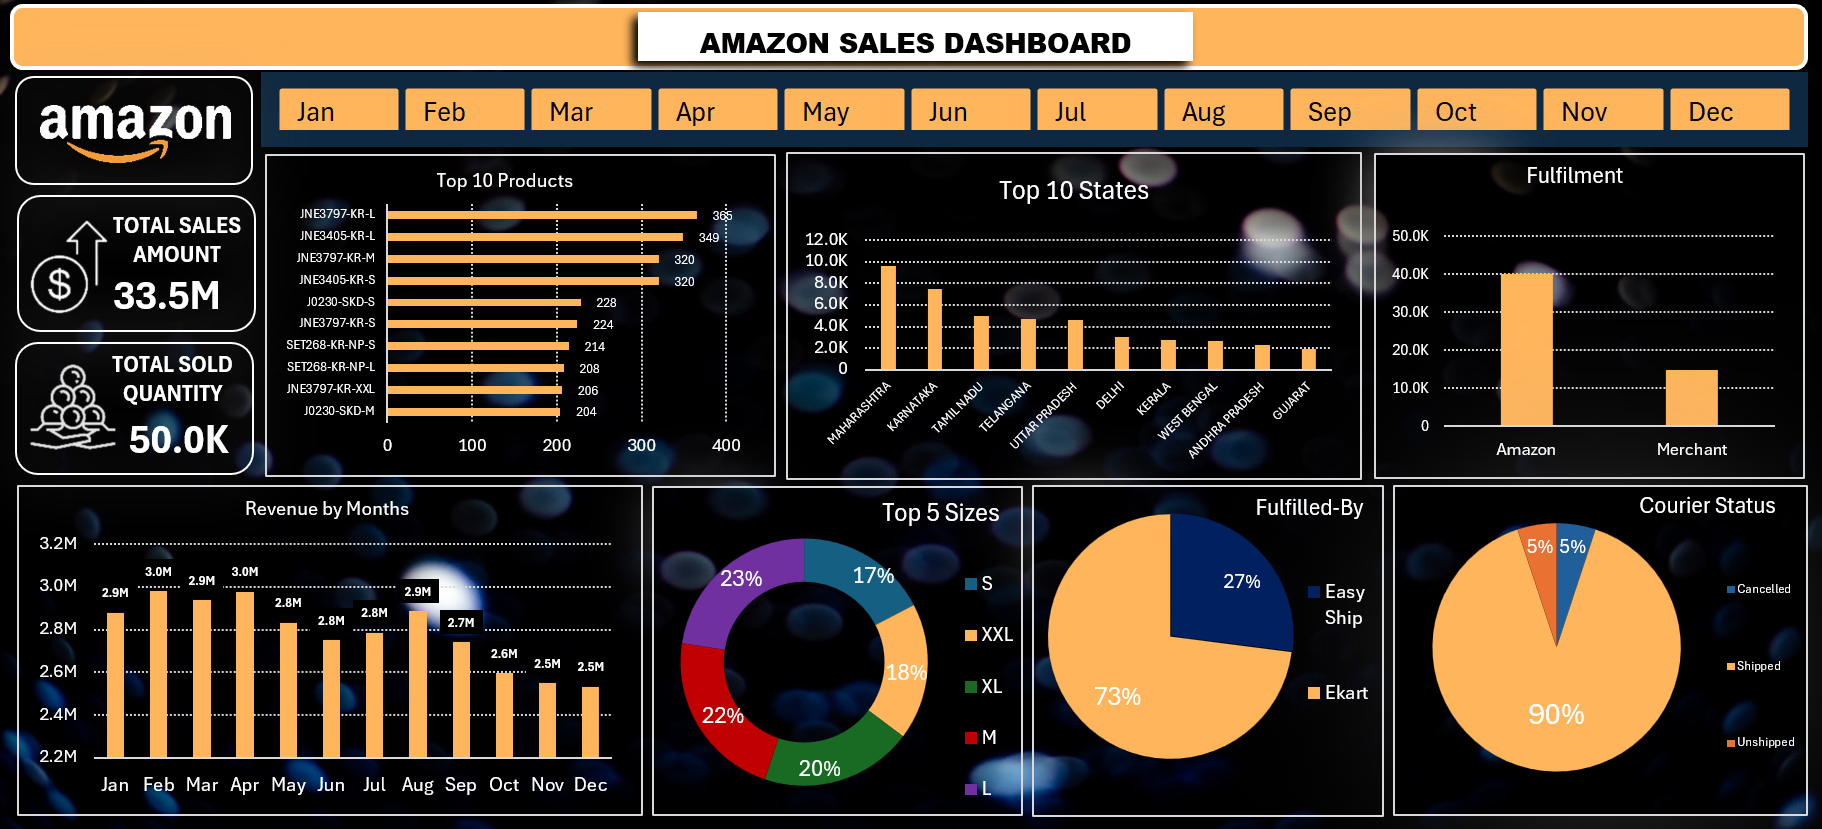 AMAZON SALES DASHBOARD
amazon
Jan
Feb
Mar
Apr
May
Jun
Jul
Aug
Sep
Oct
Nov
Dec
TOTAL SALES
AMOUNT
33.5M
TOTAL SOLD
QUANTITY
50.0K
Top 10 Products
JNE3797-KR-L
365
JNE3405-KR-L
349
JNE3797-KR-M
320
JNE3405-KR-S
320
J0230-SKD-S
228
JNE3797-KR-S
224
SET268-KR-NP-S
214
SET268-KR-NP-L
208
JNE3797-KR-XXL
206
J0230-SKD-M
204
0 100 200 300 400
Top 10 States
12.0K
10.0K
8.0K
6.0K
4.0K
2.0K
0
MAHARASHTRA
KARNATAKA
TAMIL NADU
TELANGANA
UTTAR PRADESH
DELHI
KERALA
WEST BENGAL
ANDHRA PRADESH
GUJARAT
Fulfilment
50.0K
40.0K
30.0K
20.0K
10.0K
0
Amazon Merchant
Revenue by Months
3.2M
3.0M
2.8M
2.6M
2.4M
2.2M
2.9M
3.0M
2.9M
3.0M
2.8M
2.8M
2.8M
2.9M
2.7M
2.6M
2.5M
2.5M
Jan Feb Mar Apr May Jun Jul Aug Sep Oct Nov Dec
Top 5 Sizes
17%
18%
20%
22%
23%
S
XXL
XL
M
L
Fulfilled-By
27%
73%
Easy
Ship
Ekart
Courier Status
5%
5%
90%
Cancelled
Shipped
Unshipped